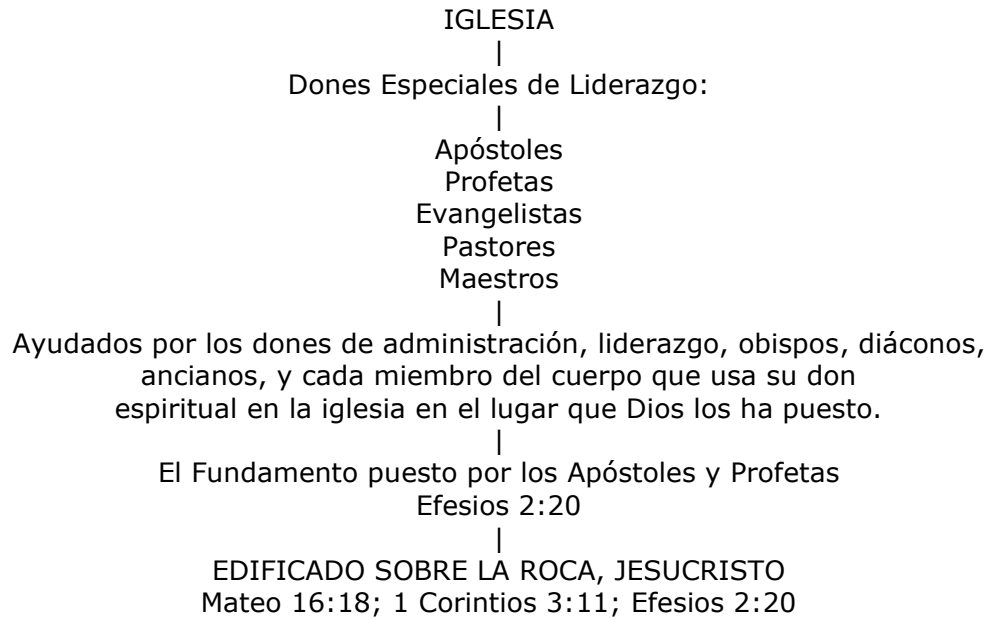 IGLESIA
|
Dones Especiales de Liderazgo:
|
Apóstoles
Profetas
Evangelistas
Pastores
Maestros
|
Ayudados por los dones de administración, liderazgo, obispos, diáconos,
ancianos, y cada miembro del cuerpo que usa su don
espiritual en la iglesia en el lugar que Dios los ha puesto.
|
El Fundamento puesto por los Apóstoles y Profetas
Efesios 2:20
|
EDIFICADO SOBRE LA ROCA, JESUCRISTO
Mateo 16:18; 1 Corintios 3:11; Efesios 2:20